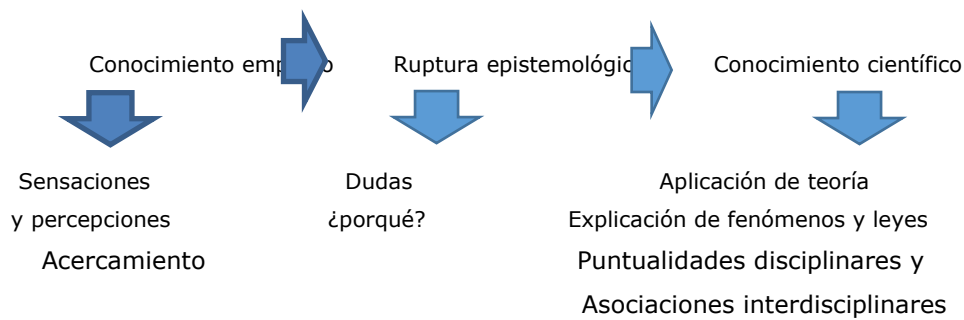 Conocimiento emp o
Ruptura epistemológic
Conocimiento científico
Sensaciones
y percepciones
Acercamiento
Dudas
¿porqué?
Aplicación de teoría
Explicación de fenómenos y leyes
Puntualidades disciplinares y
Asociaciones interdisciplinares